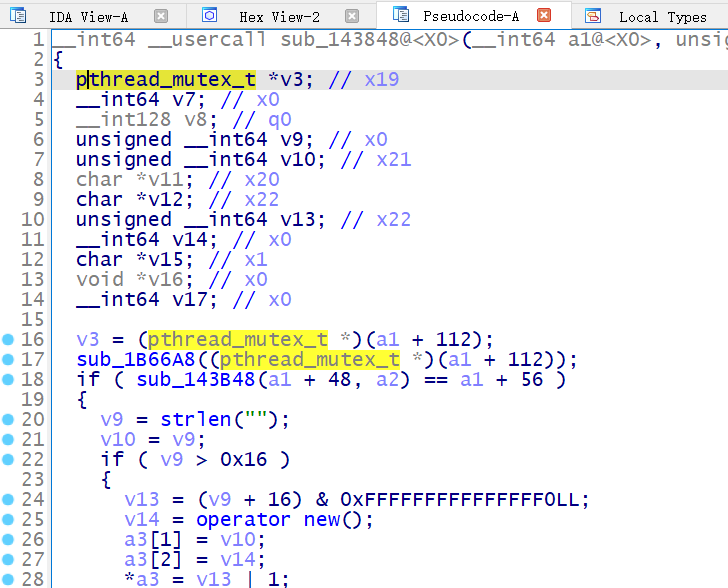 IDA View-A Hex View-2 Pseudocode-A Local Types
1 __int64 __usercall sub_143848@<X0>(__int64 a1@<X0>, unsig
2 {
3 pthread_mutex_t *v3; // x19
4 __int64 v7; // x0
5 __int128 v8; // q0
6 unsigned __int64 v9; // x0
7 unsigned __int64 v10; // x21
8 char *v11; // x20
9 char *v12; // x22
10 unsigned __int64 v13; // x22
11 __int64 v14; // x0
12 char *v15; // x1
13 void *v16; // x0
14 __int64 v17; // x0
15
16 v3 = (pthread_mutex_t *)(a1 + 112);
17 sub_1B66A8((pthread_mutex_t *)(a1 + 112));
18 if ( sub_143B48(a1 + 48, a2) == a1 + 56 )
19 {
20 v9 = strlen("");
21 v10 = v9;
22 if ( v9 > 0x16 )
23 {
24 v13 = (v9 + 16) & 0xFFFFFFFFFFFFFFF0LL;
25 v14 = operator new();
26 a3[1] = v10;
27 a3[2] = v14;
28 *a3 = v13 | 1;